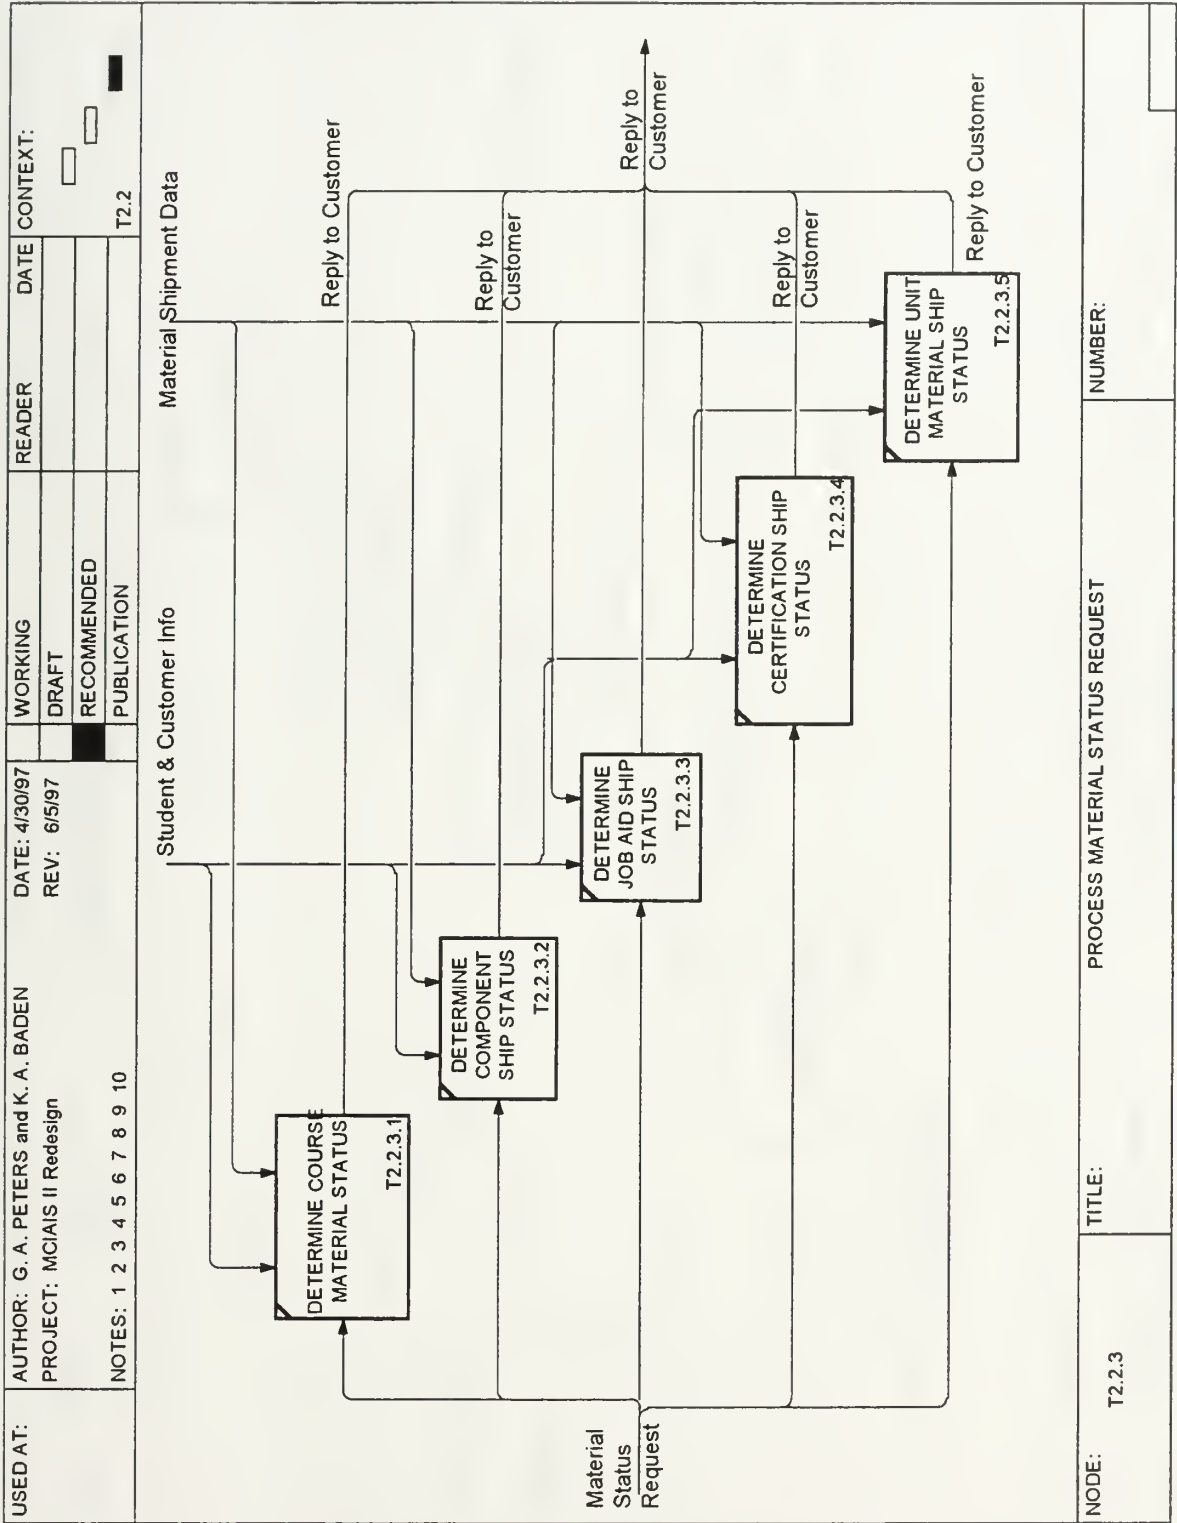 USED AT:
AUTHOR: G. A. PETERS and K. A. BADEN
DATE: 4/30/97
PROJECT: MCIAIS II Redesign
REV: 6/5/97
NOTES: 1 2 3 4 5 6 7 8 9 10
WORKING
DRAFT
RECOMMENDED
PUBLICATION
READER
DATE
CONTEXT:
T2.2
Student & Customer Info
Material Shipment Data
Material
Status
Request
DETERMINE COURSE
MATERIAL STATUS
T2.2.3.1
Reply to Customer
DETERMINE
COMPONENT
SHIP STATUS
T2.2.3.2
Reply to
Customer
DETERMINE
JOB AID SHIP
STATUS
T2.2.3.3
Reply to
Customer
DETERMINE
CERTIFICATION SHIP
STATUS
T2.2.3.4
Reply to
Customer
DETERMINE UNIT
MATERIAL SHIP
STATUS
T2.2.3.5
Reply to Customer
NODE:
T2.2.3
TITLE:
PROCESS MATERIAL STATUS REQUEST
NUMBER: